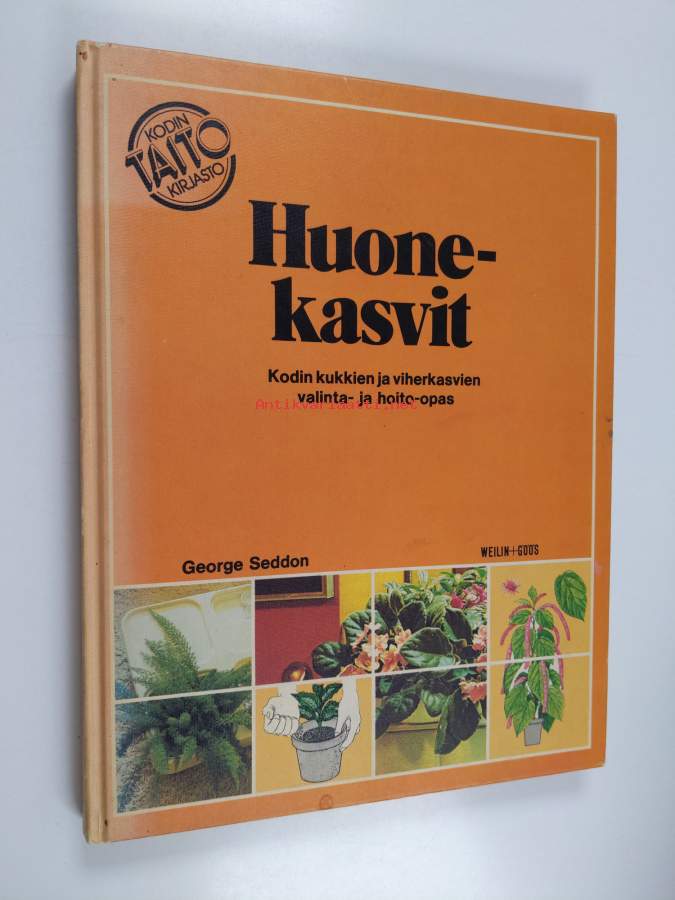 KODIN
TAITO
KIRJASTO
Huone-
kasvit
Kodin kukkien ja viherkasvien
valinta- ja hoito-opas
Antikvariaatti.net
George Seddon
WEILIN+GÖÖS